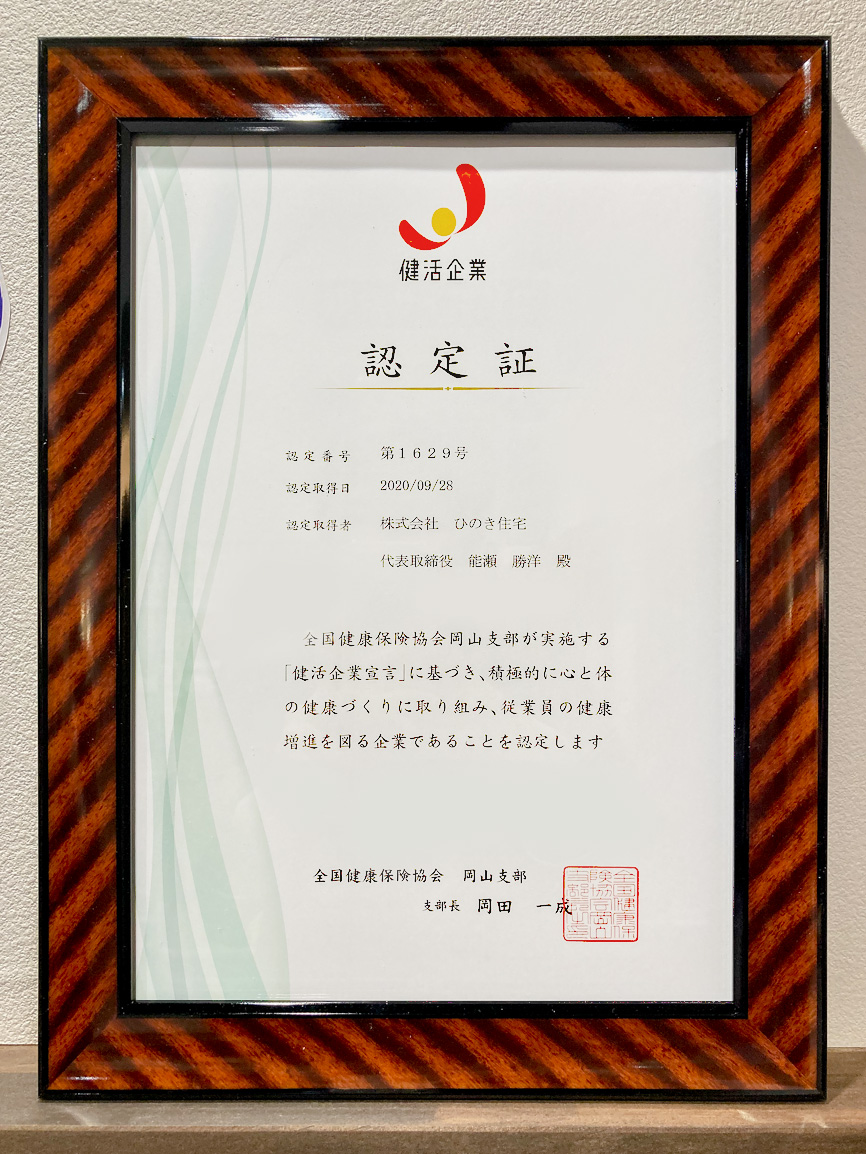 健活企業
認定証
認定番号 第1629号
認定取得日 2020/09/28
認定取得者 株式会社 ひのき住宅
代表取締役 能瀬 勝洋 殿
全国健康保険協会岡山支部が実施する
「健活企業宣言」に基づき、積極的に心と体
の健康づくりに取り組み、従業員の健康
増進を図る企業であることを認定します
全国健康保険協会 岡山支部
支部長 岡田 一成